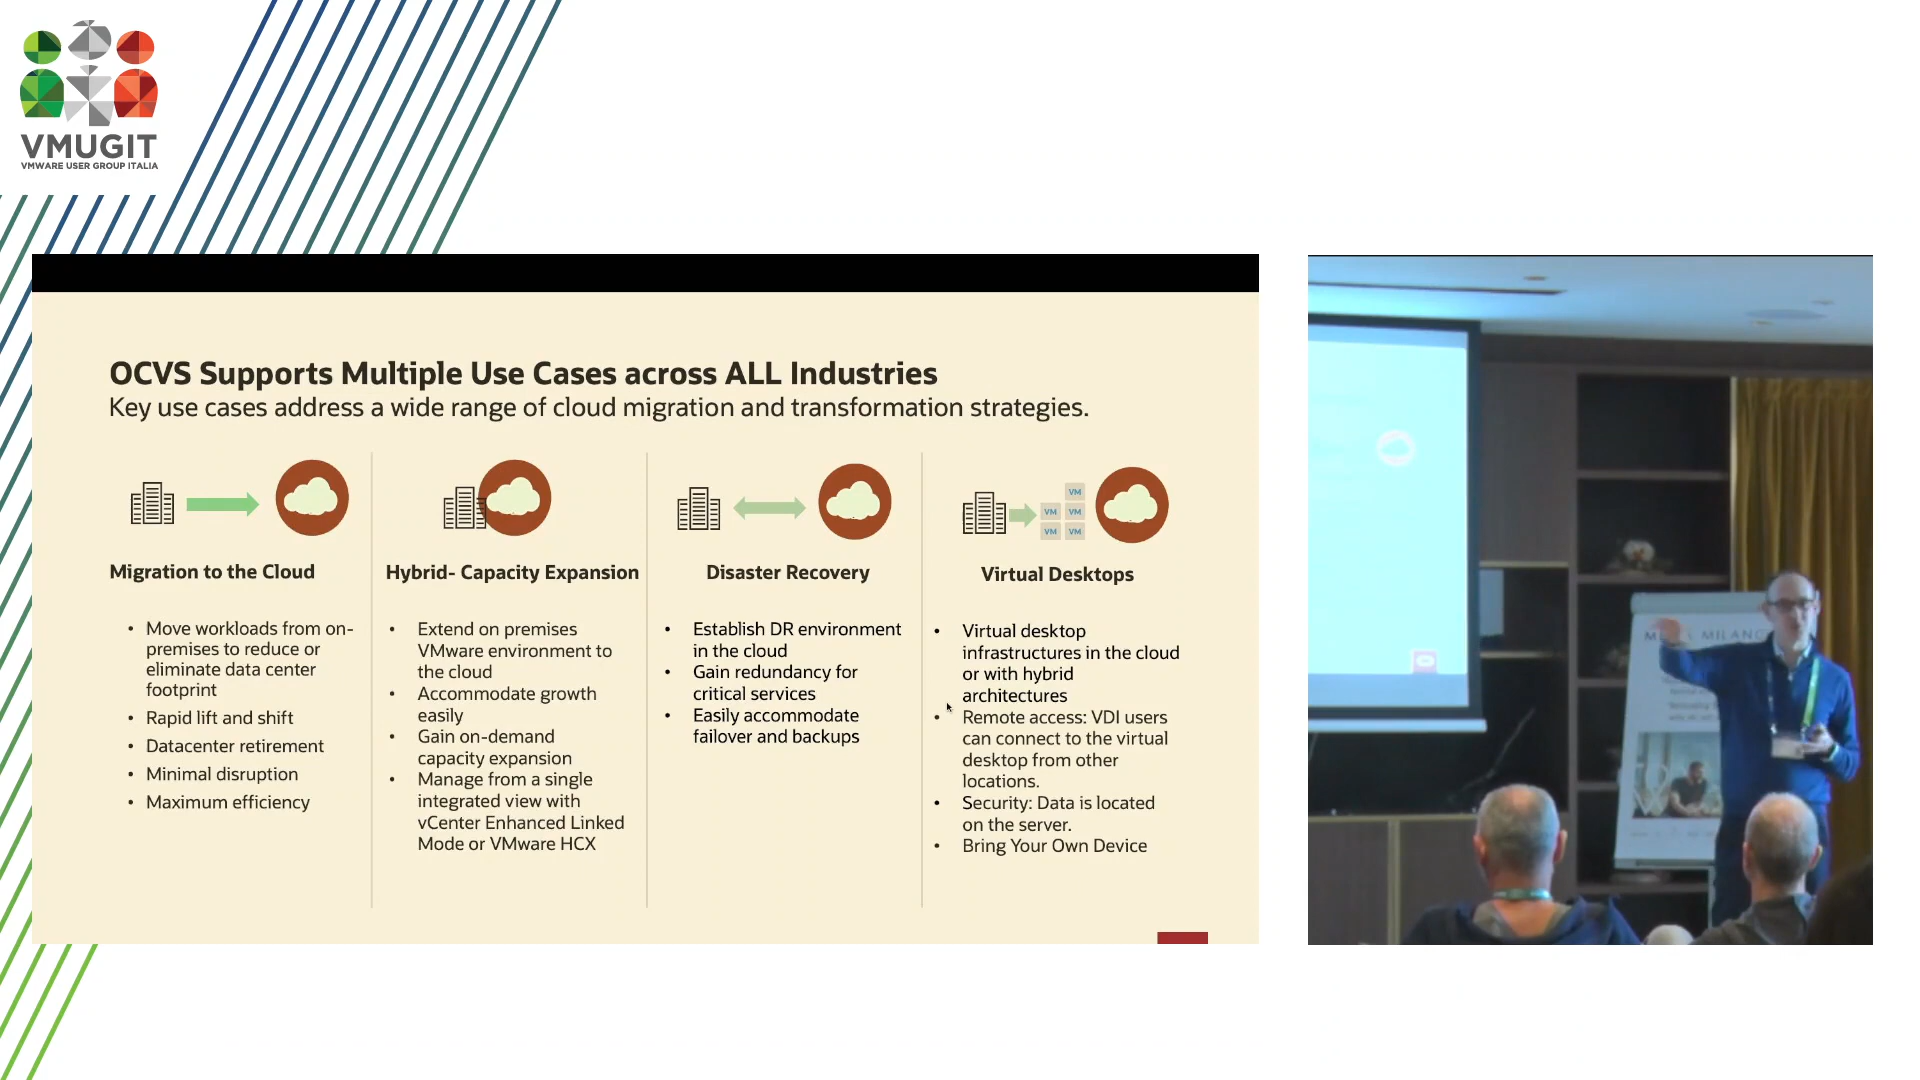 VMUGIT
VMWARE USER GROUP ITALIA
OCVS Supports Multiple Use Cases across ALL Industries
Key use cases address a wide range of cloud migration and transformation strategies.
VM
VM VM
VM VM
Migration to the Cloud
• Move workloads from on-
premises to reduce or
eliminate data center
footprint
• Rapid lift and shift
• Datacenter retirement
• Minimal disruption
• Maximum efficiency
Hybrid- Capacity Expansion
• Extend on premises
VMware environment to
the cloud
• Accommodate growth
easily
• Gain on-demand
capacity expansion
• Manage from a single
integrated view with
vCenter Enhanced Linked
Mode or VMware HCX
Disaster Recovery
• Establish DR environment
in the cloud
• Gain redundancy for
critical services
• Easily accommodate
failover and backups
Virtual Desktops
• Virtual desktop
infrastructures in the cloud
or with hybrid
architectures
• Remote access: VDI users
can connect to the virtual
desktop from other
locations.
• Security: Data is located
on the server.
• Bring Your Own Device
MILANO